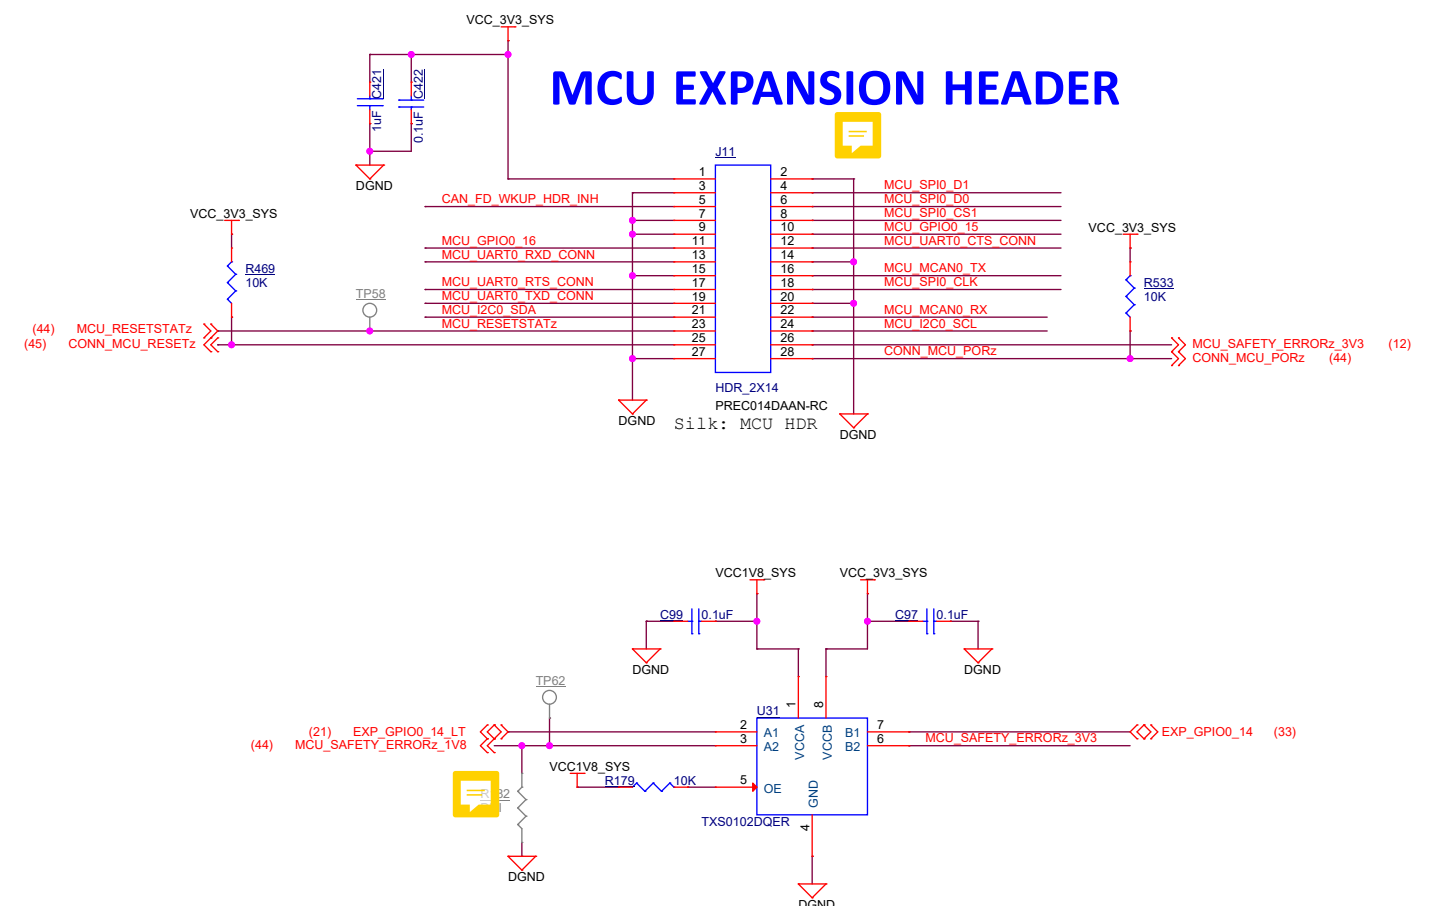 VCC_3V3_SYS
MCU EXPANSION HEADER
C421
1uF
C422
0.1uF
DGND
J11
1
2
3
4
MCU_SPI0_D1
CAN_FD_WKUP_HDR_INH
5
6
MCU_SPI0_D0
7
8
MCU_SPI0_CS1
9
10
MCU_GPIO0_15
MCU_GPIO0_16
11
12
MCU_UART0_CTS_CONN
MCU_UART0_RXD_CONN
13
14
15
16
MCU_MCAN0_TX
MCU_UART0_RTS_CONN
17
18
MCU_SPI0_CLK
MCU_UART0_TXD_CONN
19
20
MCU_I2C0_SDA
21
22
MCU_MCAN0_RX
MCU_RESETSTATz
23
24
MCU_I2C0_SCL
25
26
27
28
CONN_MCU_PORz
VCC_3V3_SYS
R469
10K
TP58
(44) MCU_RESETSTATz
(45) CONN_MCU_RESETz
VCC_3V3_SYS
R533
10K
MCU_SAFETY_ERRORz_3V3 (12)
CONN_MCU_PORz (44)
HDR_2X14
PREC014DAAN-RC
Silk: MCU HDR
DGND
DGND
VCC1V8_SYS
VCC_3V3_SYS
C99 0.1uF
C97 0.1uF
DGND
DGND
TP62
U31
1
8
(21) EXP_GPIO0_14_LT
2
A1
VCCA
VCCB
B1
7
EXP_GPIO0_14 (33)
(44) MCU_SAFETY_ERRORz_1V8
3
A2
B2
6
MCU_SAFETY_ERRORz_3V3
VCC1V8_SYS
R179 10K
5
OE
GND
TXS0102DQER
4
DGND
DGND